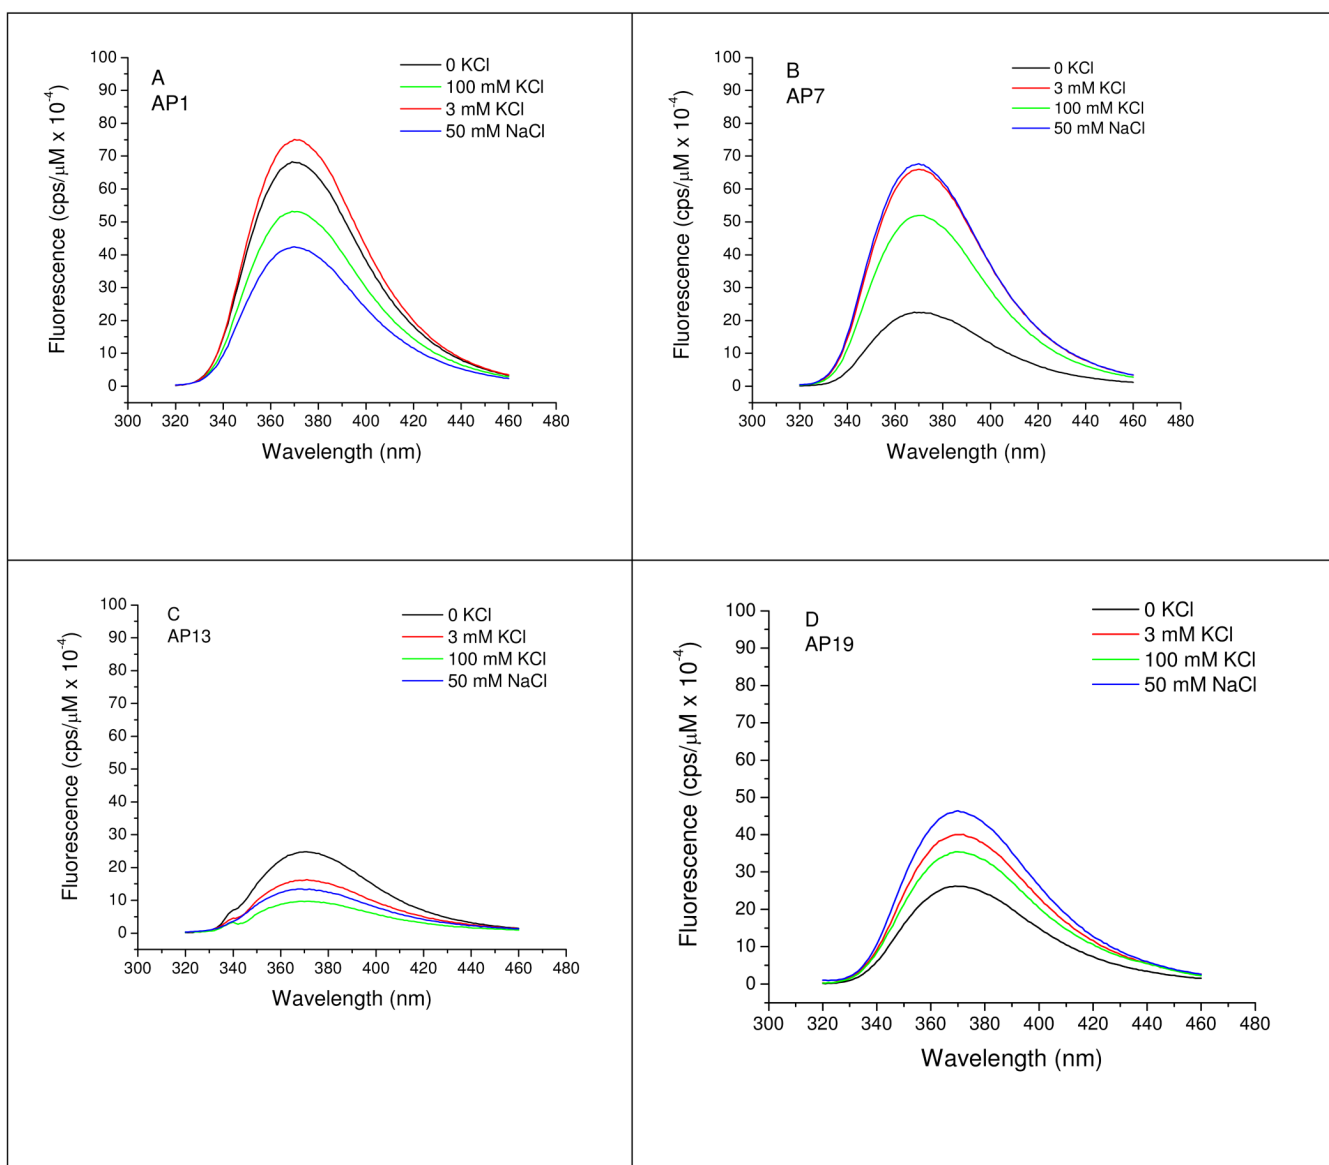 A
AP1
0 KCl
100 mM KCl
3 mM KCl
50 mM NaCl
Fluorescence (cps/μM x 10⁻⁴)
100
90
80
70
60
50
40
30
20
10
0
300 320 340 360 380 400 420 440 460 480
Wavelength (nm)
B
AP7
0 KCl
3 mM KCl
100 mM KCl
50 mM NaCl
Fluorescence (cps/μM x 10⁻⁴)
100
90
80
70
60
50
40
30
20
10
0
300 320 340 360 380 400 420 440 460 480
Wavelength (nm)
C
AP13
0 KCl
3 mM KCl
100 mM KCl
50 mM NaCl
Fluorescence (cps/μM x 10⁻⁴)
100
90
80
70
60
50
40
30
20
10
0
300 320 340 360 380 400 420 440 460 480
Wavelength (nm)
D
AP19
0 KCl
3 mM KCl
100 mM KCl
50 mM NaCl
Fluorescence (cps/μM x 10⁻⁴)
100
90
80
70
60
50
40
30
20
10
0
300 320 340 360 380 400 420 440 460 480
Wavelength (nm)